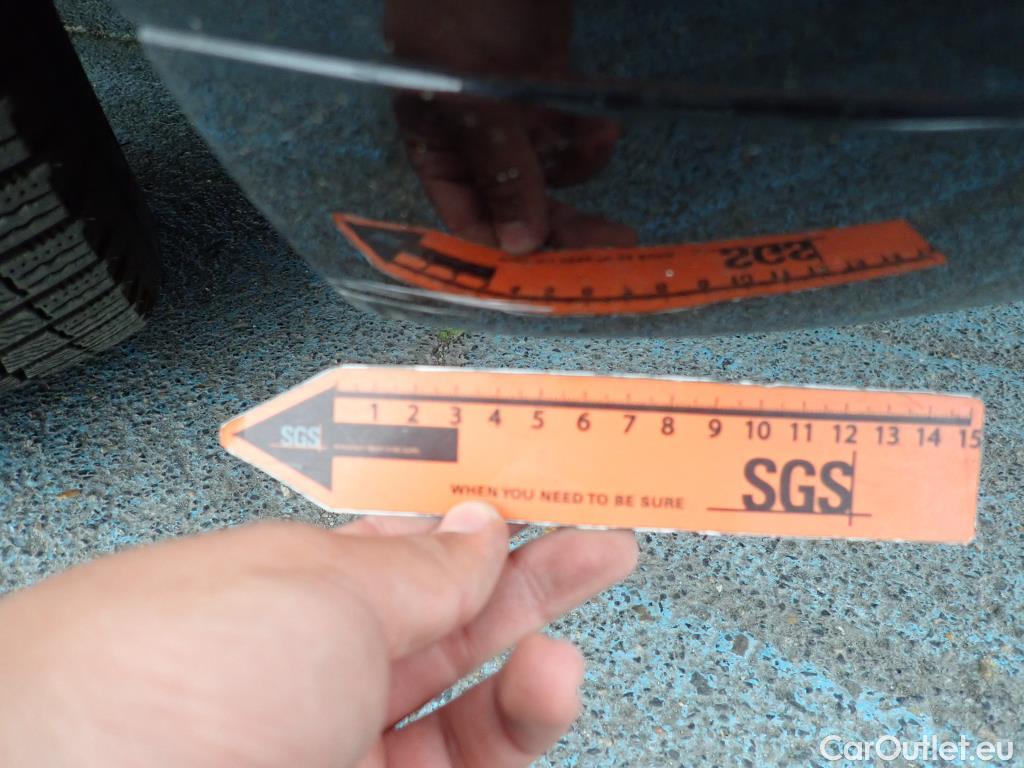 1 2 3 4 5 6 7 8 9 10 11 12 13 14 15
SGS
WHEN YOU NEED TO BE SURE
SGS
CarOutlet.eu